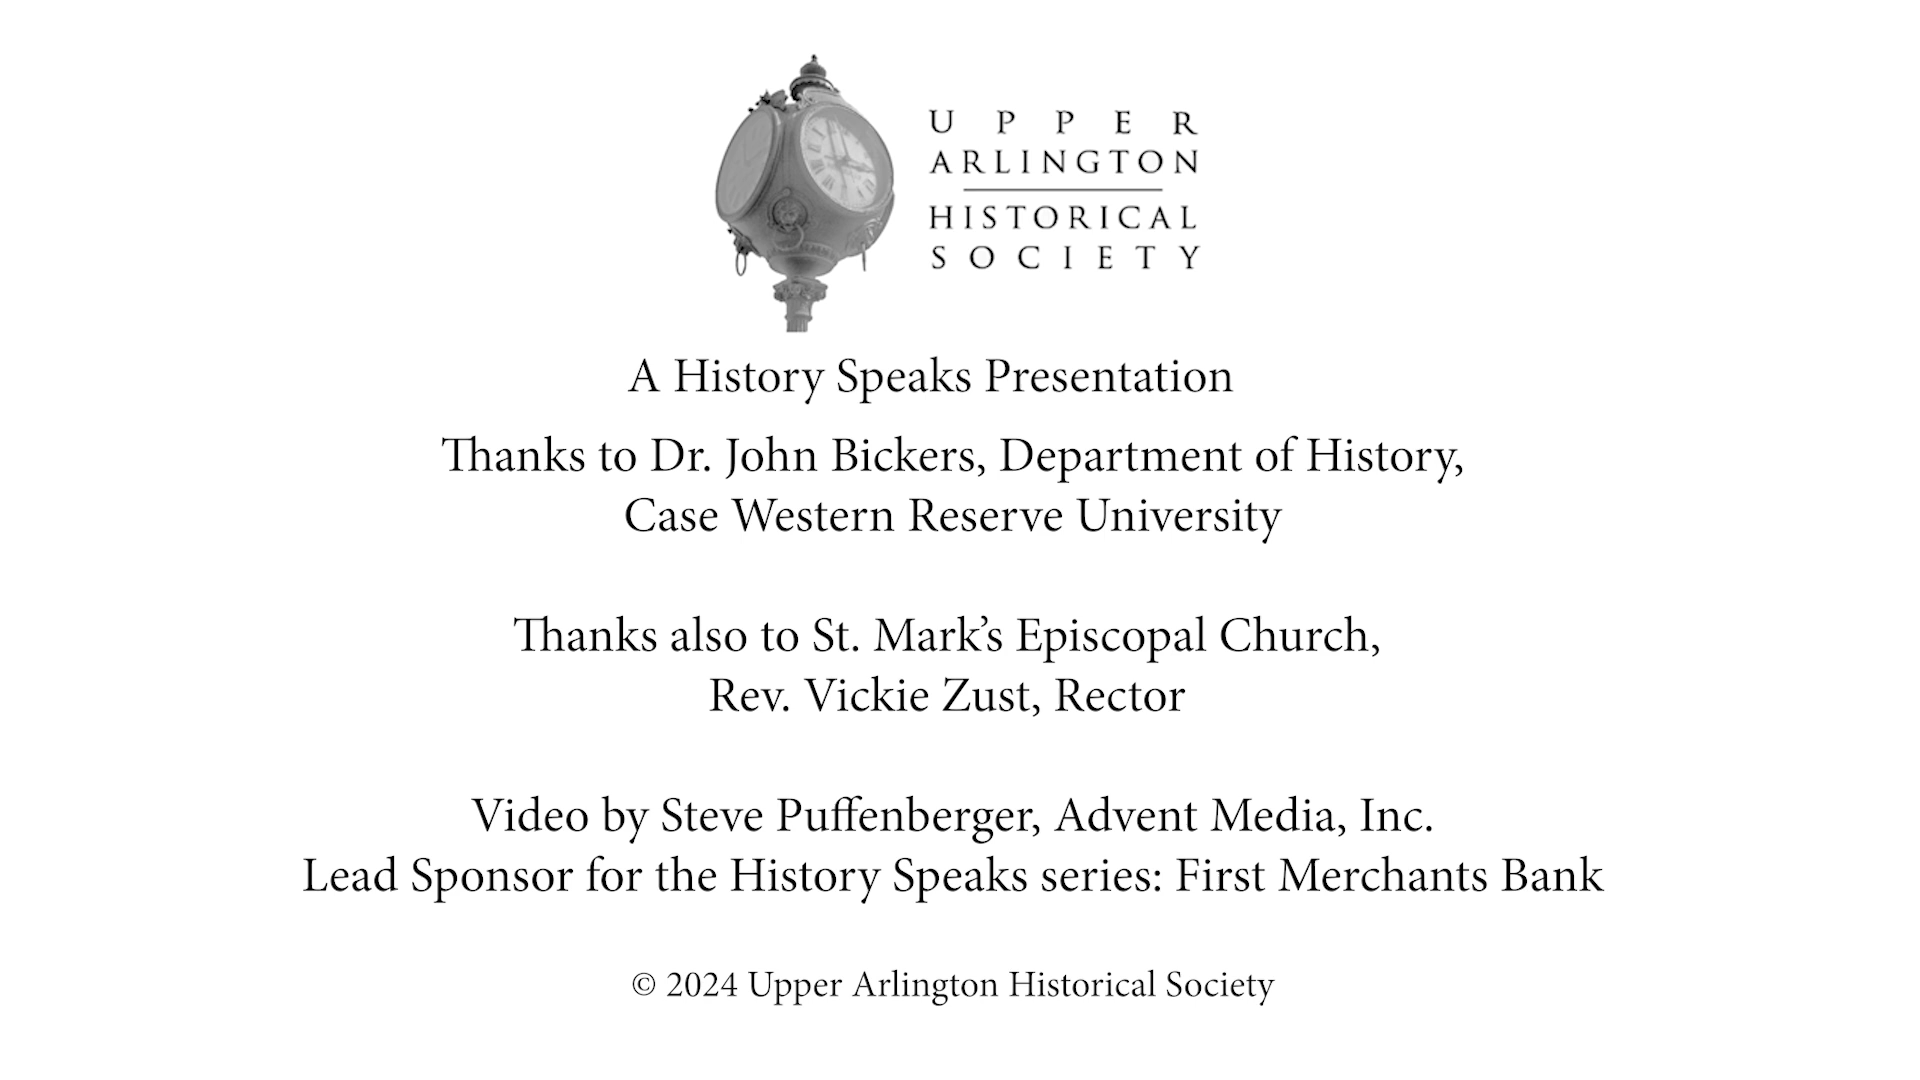 UPPER
ARLINGTON
HISTORICAL
SOCIETY
A History Speaks Presentation
Thanks to Dr. John Bickers, Department of History,
Case Western Reserve University
Thanks also to St. Mark’s Episcopal Church,
Rev. Vickie Zust, Rector
Video by Steve Puffenberger, Advent Media, Inc.
Lead Sponsor for the History Speaks series: First Merchants Bank
© 2024 Upper Arlington Historical Society